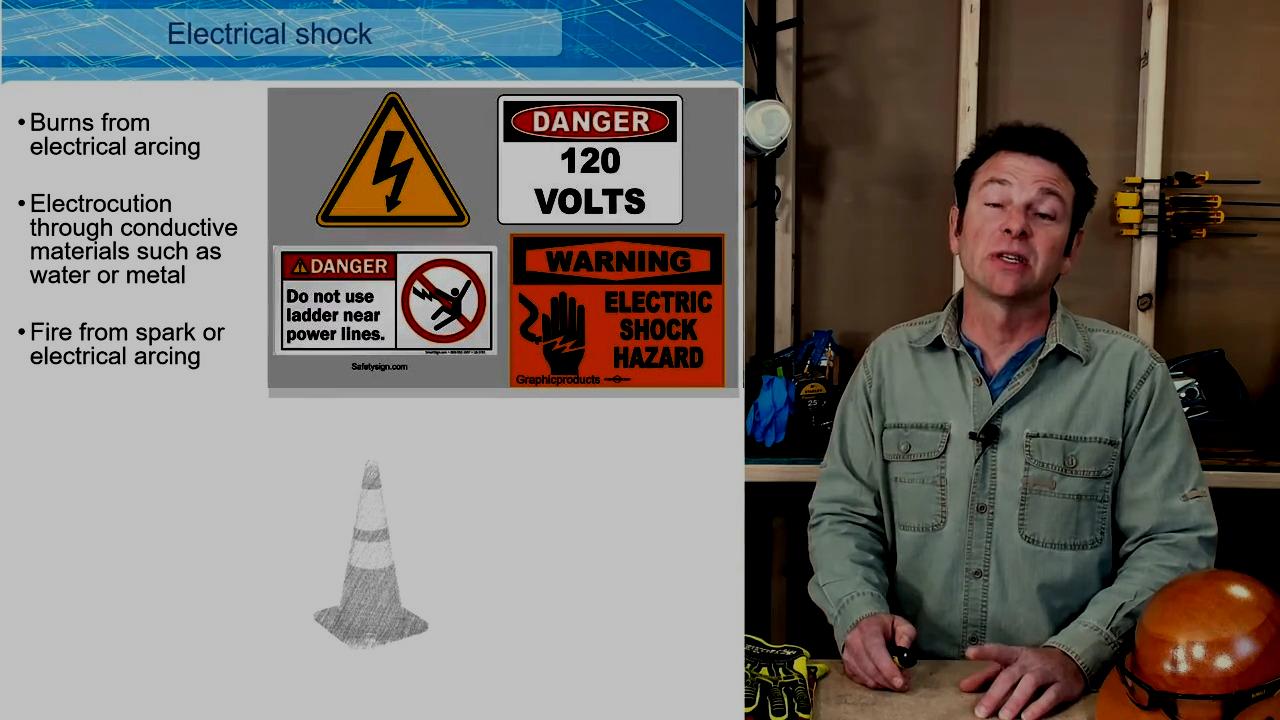 Electrical shock
• Burns from
electrical arcing
• Electrocution
through conductive
materials such as
water or metal
• Fire from spark or
electrical arcing
DANGER
120
VOLTS
DANGER
Do not use
ladder near
power lines.
Safetysign.com
WARNING
ELECTRIC
SHOCK
HAZARD
Graphicproducts
25